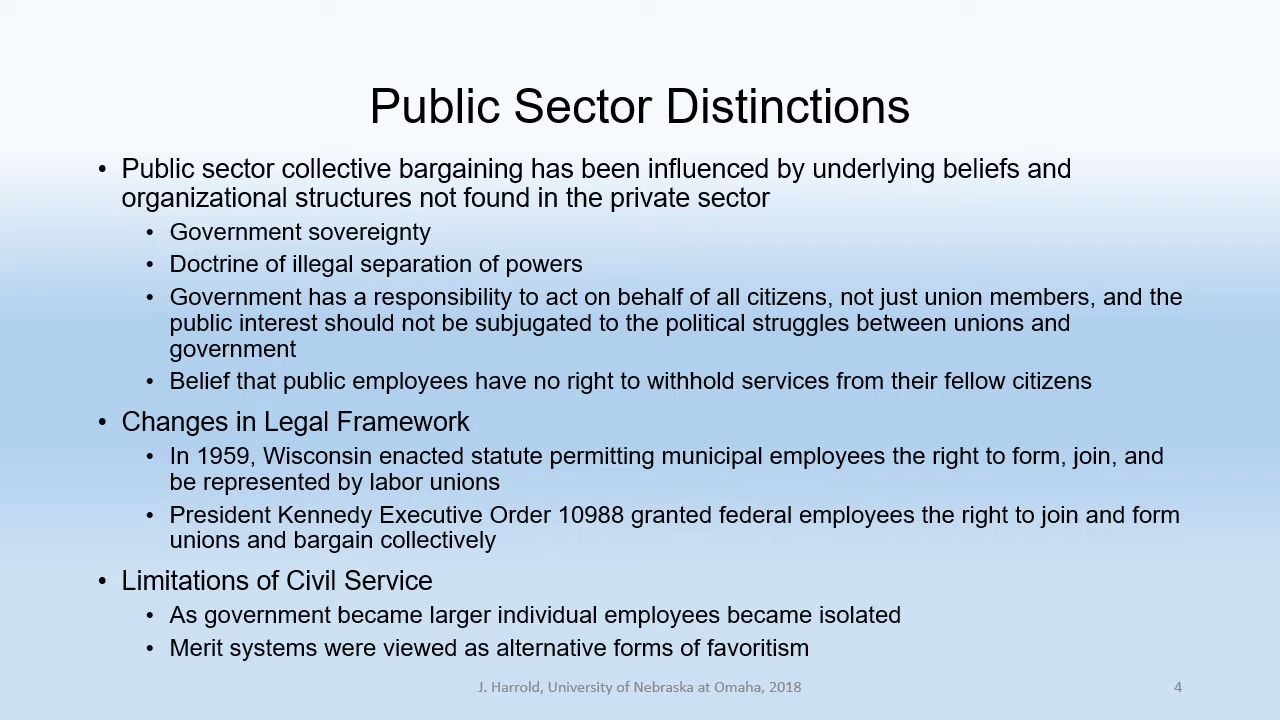 Public Sector Distinctions
• Public sector collective bargaining has been influenced by underlying beliefs and
organizational structures not found in the private sector
• Government sovereignty
• Doctrine of illegal separation of powers
• Government has a responsibility to act on behalf of all citizens, not just union members, and the
public interest should not be subjugated to the political struggles between unions and
government
• Belief that public employees have no right to withhold services from their fellow citizens
• Changes in Legal Framework
• In 1959, Wisconsin enacted statute permitting municipal employees the right to form, join, and
be represented by labor unions
• President Kennedy Executive Order 10988 granted federal employees the right to join and form
unions and bargain collectively
• Limitations of Civil Service
• As government became larger individual employees became isolated
• Merit systems were viewed as alternative forms of favoritism
J. Harrold, University of Nebraska at Omaha, 2018
4